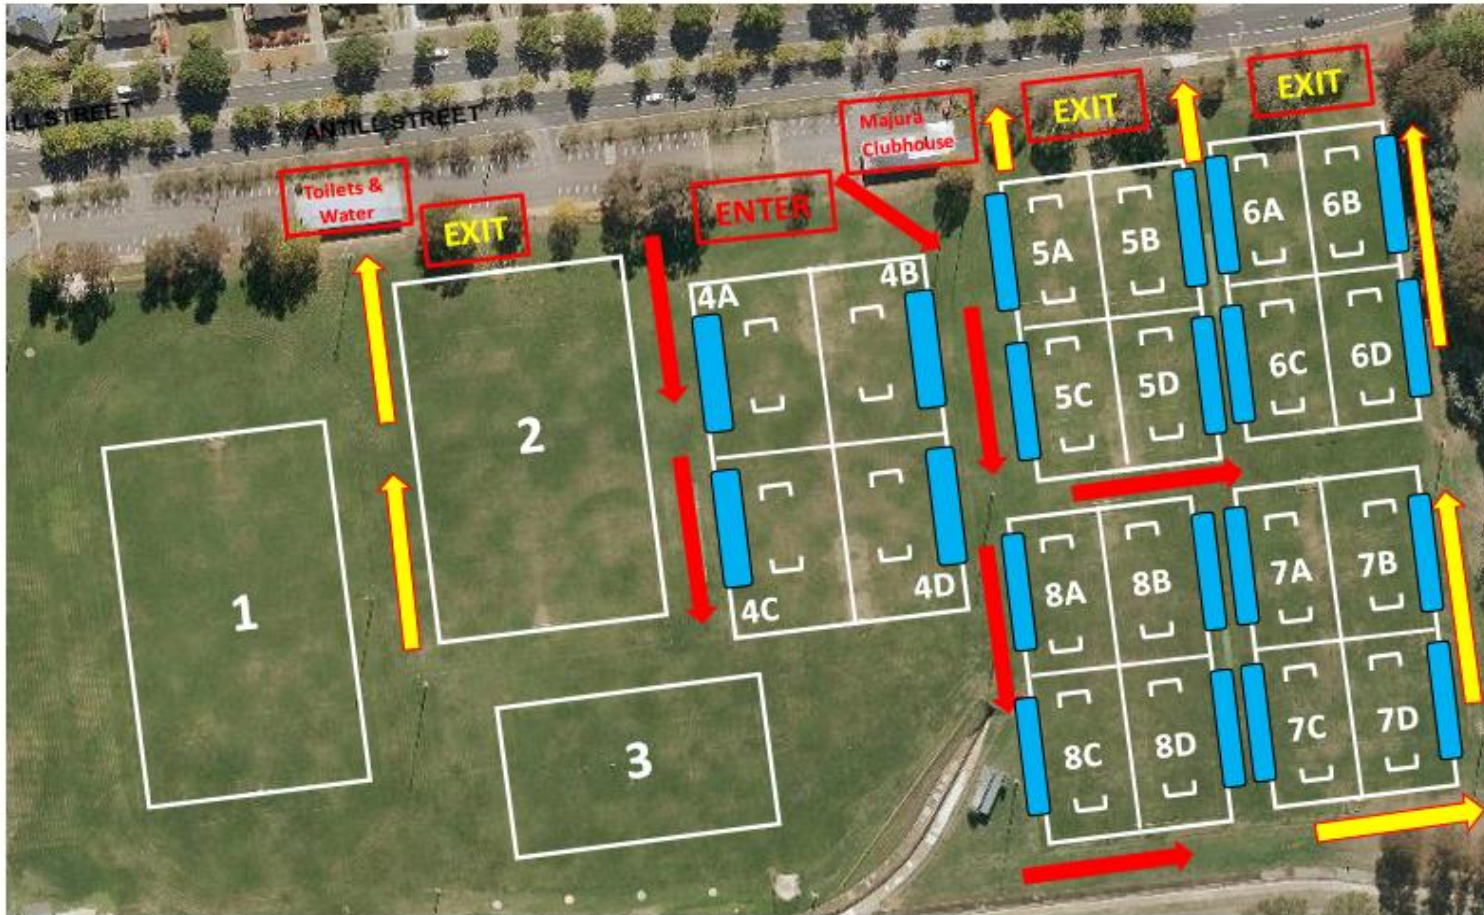 ILL STREET
ANTILL STREET
Toilets &
Water
EXIT
ENTER
Majura
Clubhouse
EXIT
EXIT
1
2
3
4A
4B
4C
4D
5A
5B
5C
5D
6A
6B
6C
6D
8A
8B
8C
8D
7A
7B
7C
7D